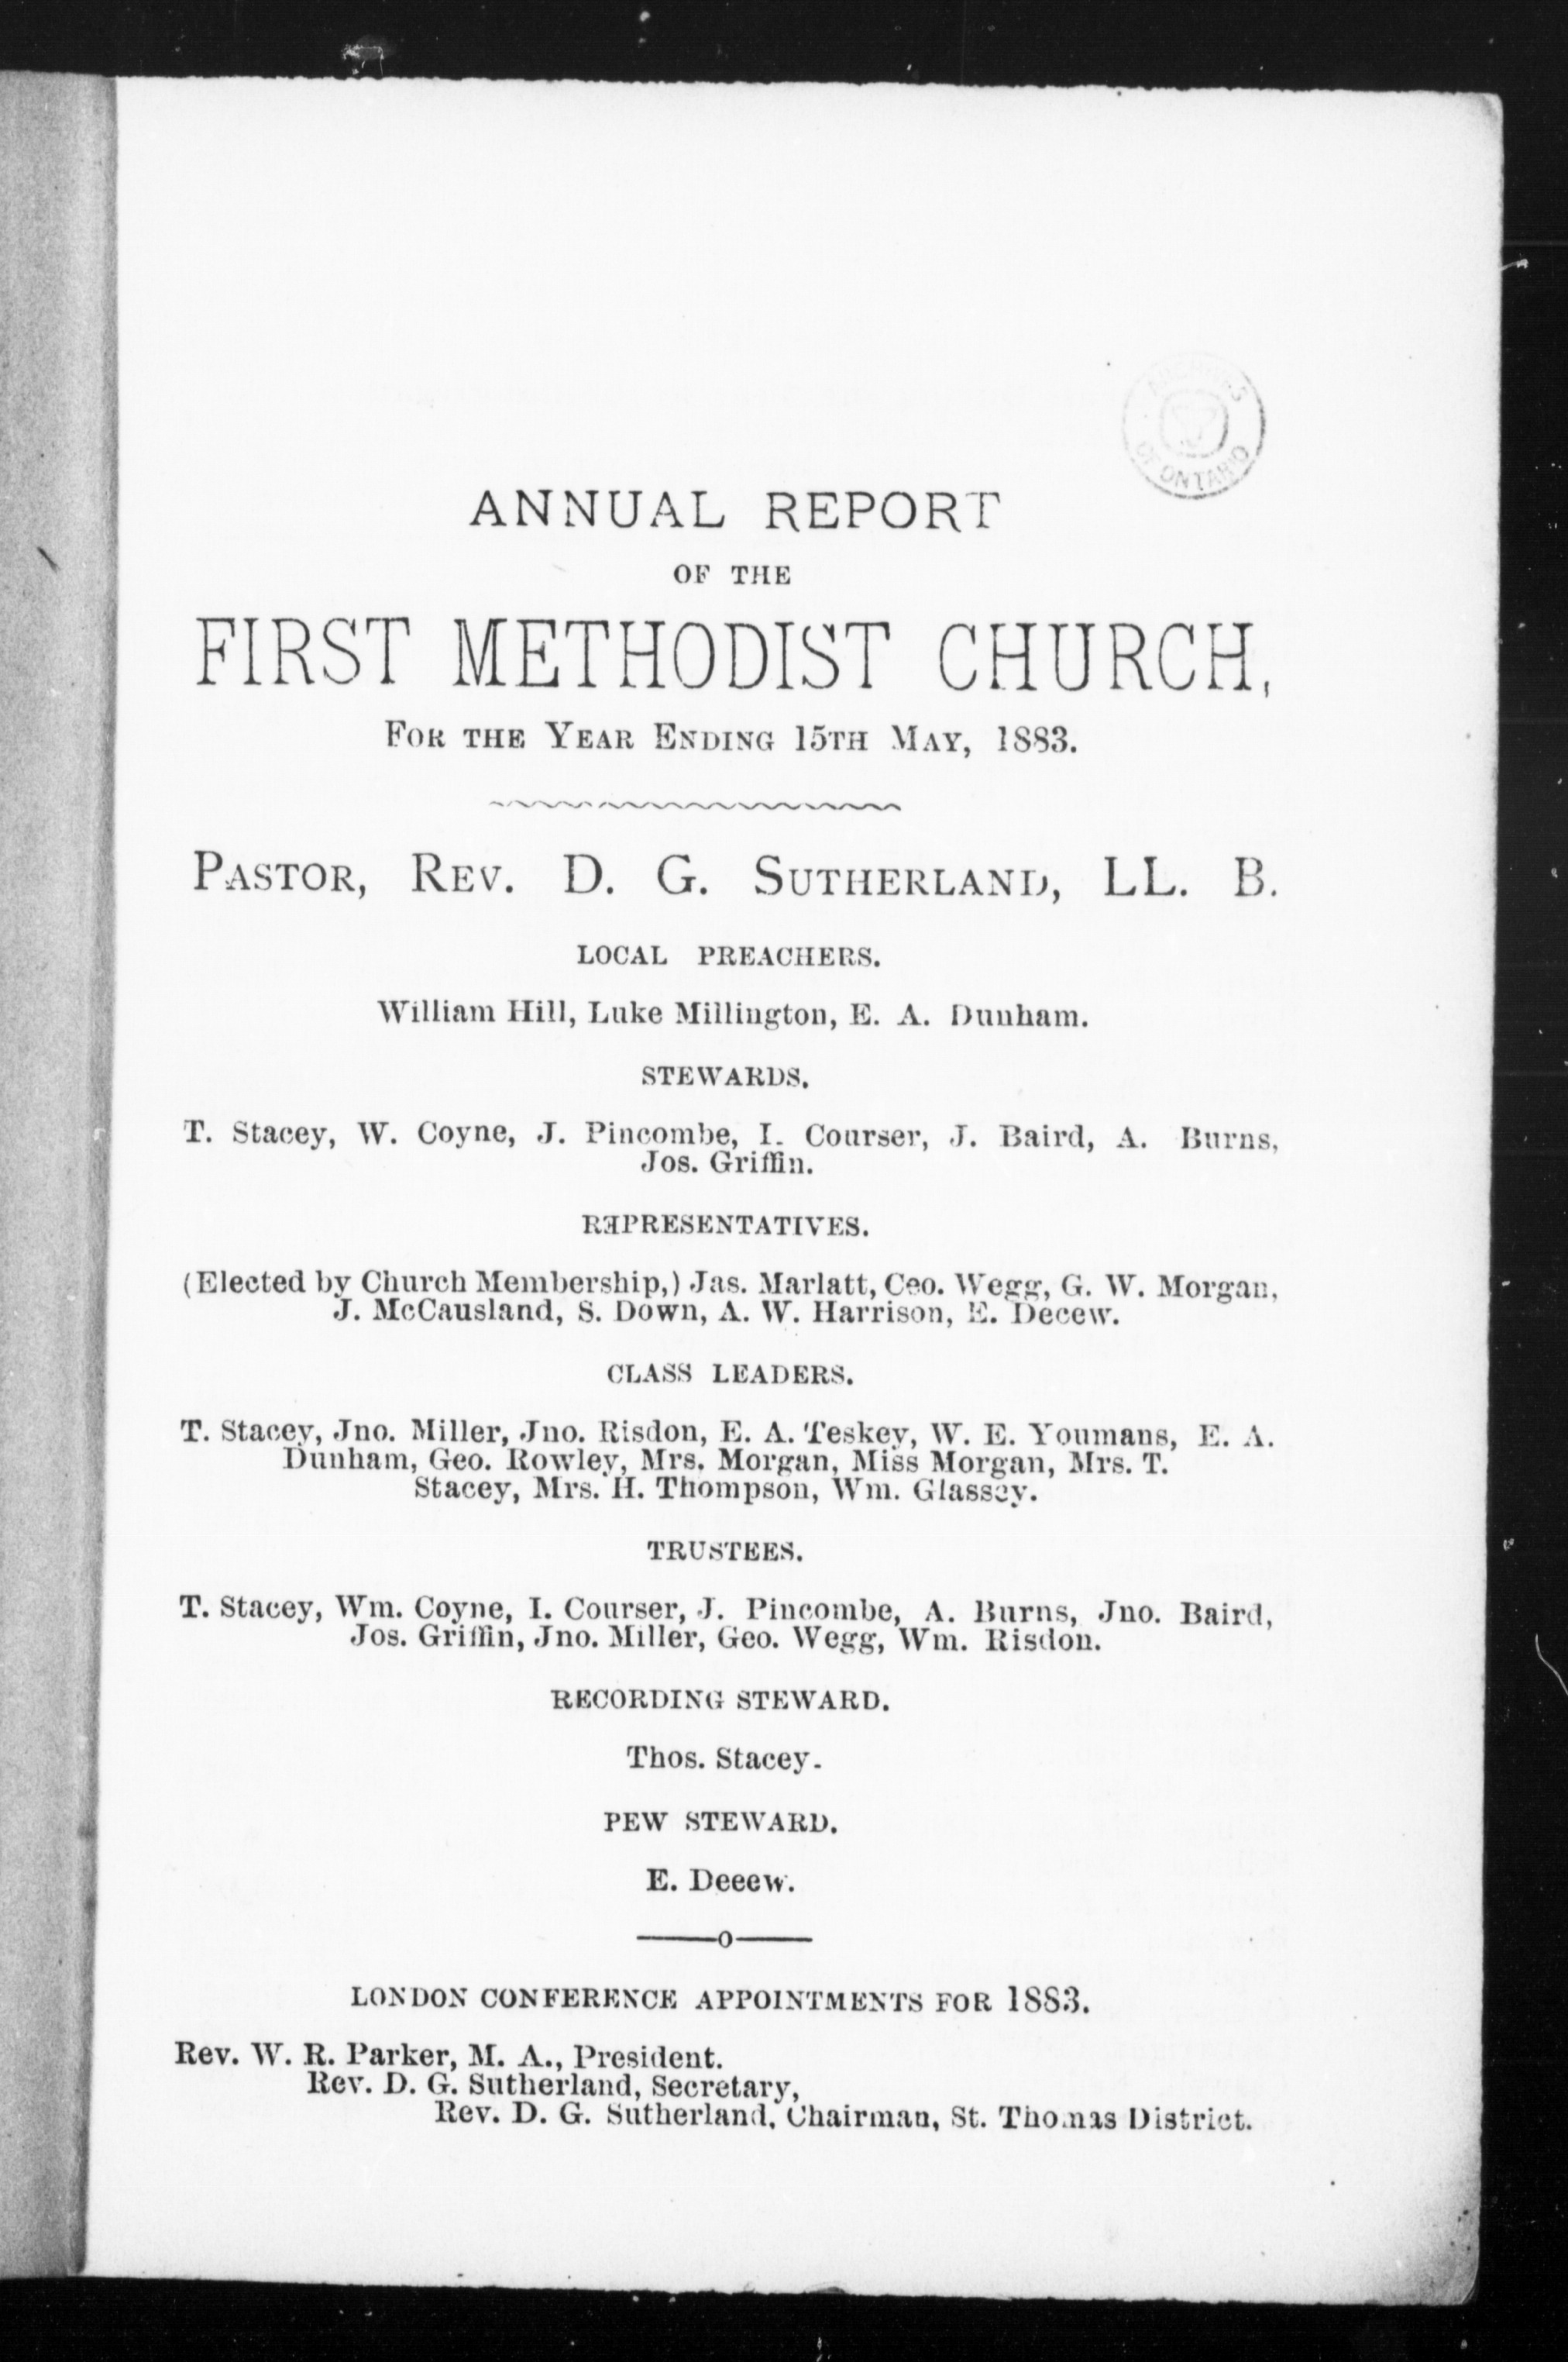 ARCHIVES
OF ONTARIO
ANNUAL REPORT
OF THE
FIRST METHODIST CHURCH,
FOR THE YEAR ENDING 15TH MAY, 1883.
PASTOR, REV. D. G. SUTHERLAND, LL. B.
LOCAL PREACHERS.
William Hill, Luke Millington, E. A. Dunham.
STEWARDS.
T. Stacey, W. Coyne, J. Pincombe, I. Courser, J. Baird, A. Burns,
Jos. Griffin.
REPRESENTATIVES.
(Elected by Church Membership,) Jas. Marlatt, Ceo. Wegg, G. W. Morgan,
J. McCausland, S. Down, A. W. Harrison, E. Decew.
CLASS LEADERS.
T. Stacey, Jno. Miller, Jno. Risdon, E. A. Teskey, W. E. Youmans, E. A.
Dunham, Geo. Rowley, Mrs. Morgan, Miss Morgan, Mrs. T.
Stacey, Mrs. H. Thompson, Wm. Glassey.
TRUSTEES.
T. Stacey, Wm. Coyne, I. Courser, J. Pincombe, A. Burns, Jno. Baird,
Jos. Griffin, Jno. Miller, Geo. Wegg, Wm. Risdon.
RECORDING STEWARD.
Thos. Stacey.
PEW STEWARD.
E. Deeew.
o
LONDON CONFERENCE APPOINTMENTS FOR 1883.
Rev. W. R. Parker, M. A., President.
Rev. D. G. Sutherland, Secretary,
Rev. D. G. Sutherland, Chairman, St. Thomas District.